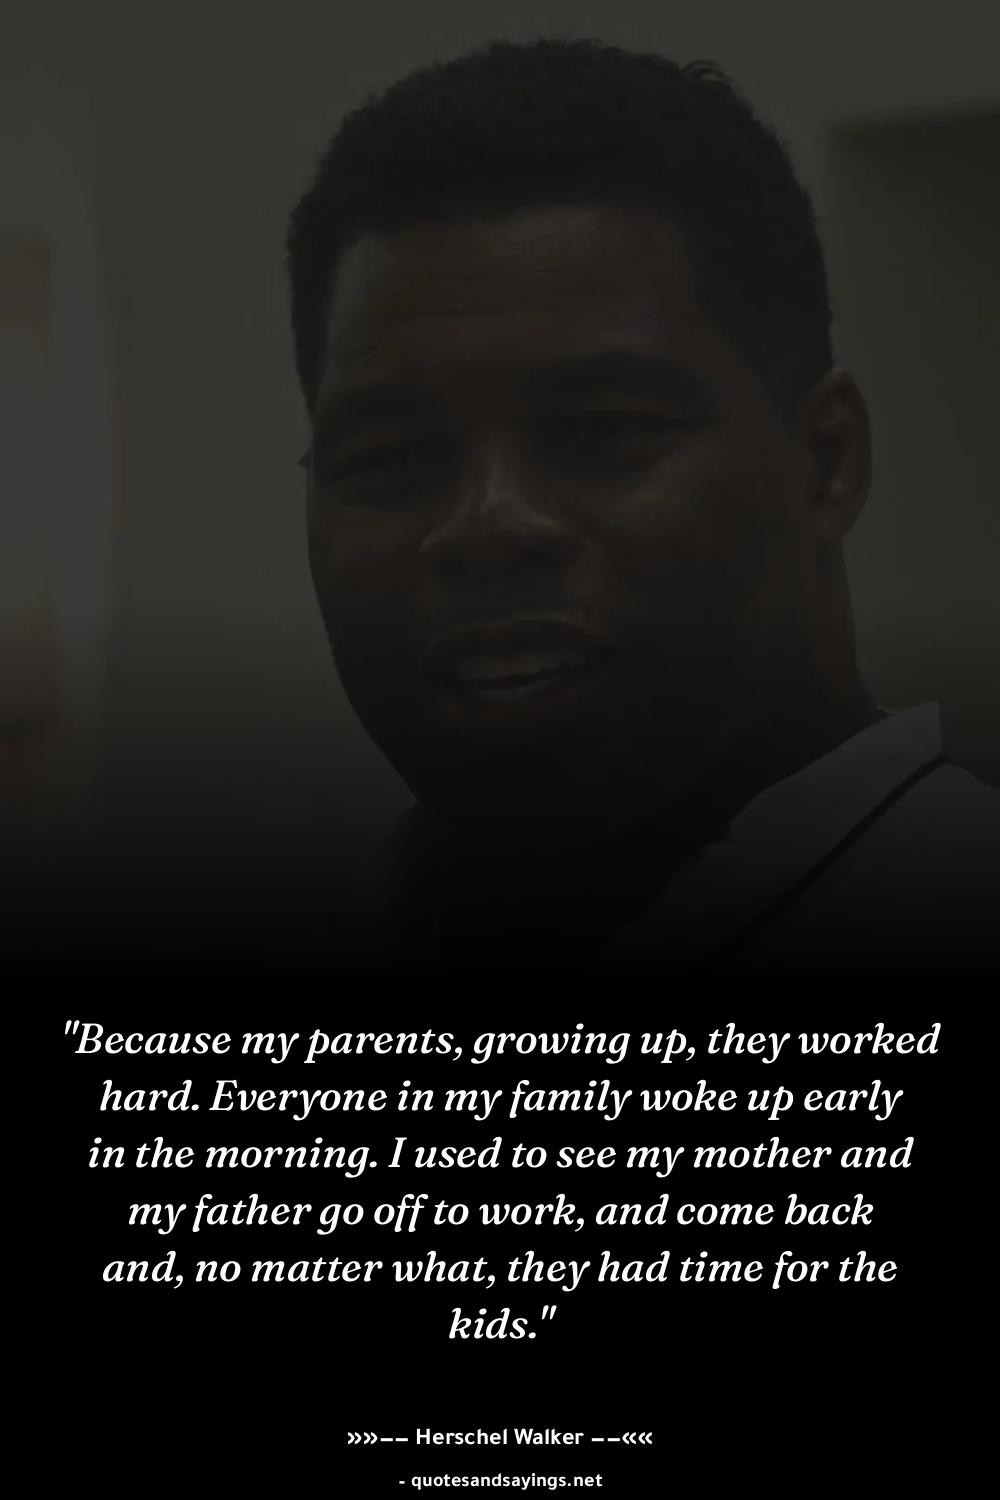 "Because my parents, growing up, they worked
hard. Everyone in my family woke up early
in the morning. I used to see my mother and
my father go off to work, and come back
and, no matter what, they had time for the
kids."
»»−− Herschel Walker −−««
- quotesandsayings.net